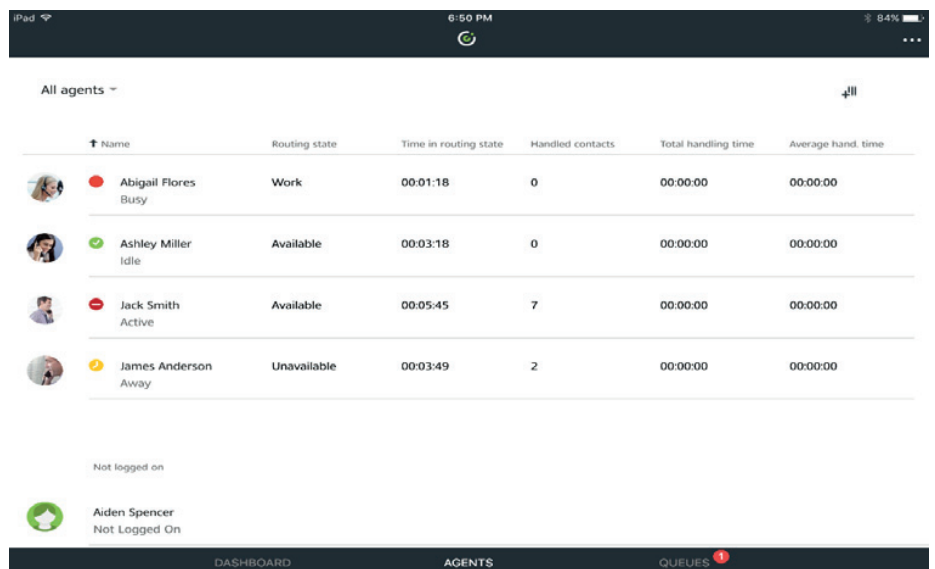 iPad 6:50 PM 84%
All agents
Name Routing state Time in routing state Handled contacts Total handling time Average hand. time
Abigail Flores Work 00:01:18 0 00:00:00 00:00:00
Busy
Ashley Miller Available 00:03:18 0 00:00:00 00:00:00
Idle
Jack Smith Available 00:05:45 7 00:00:00 00:00:00
Active
James Anderson Unavailable 00:03:49 2 00:00:00 00:00:00
Away
Not logged on
Aiden Spencer
Not Logged On
DASHBOARD AGENTS QUEUES 1